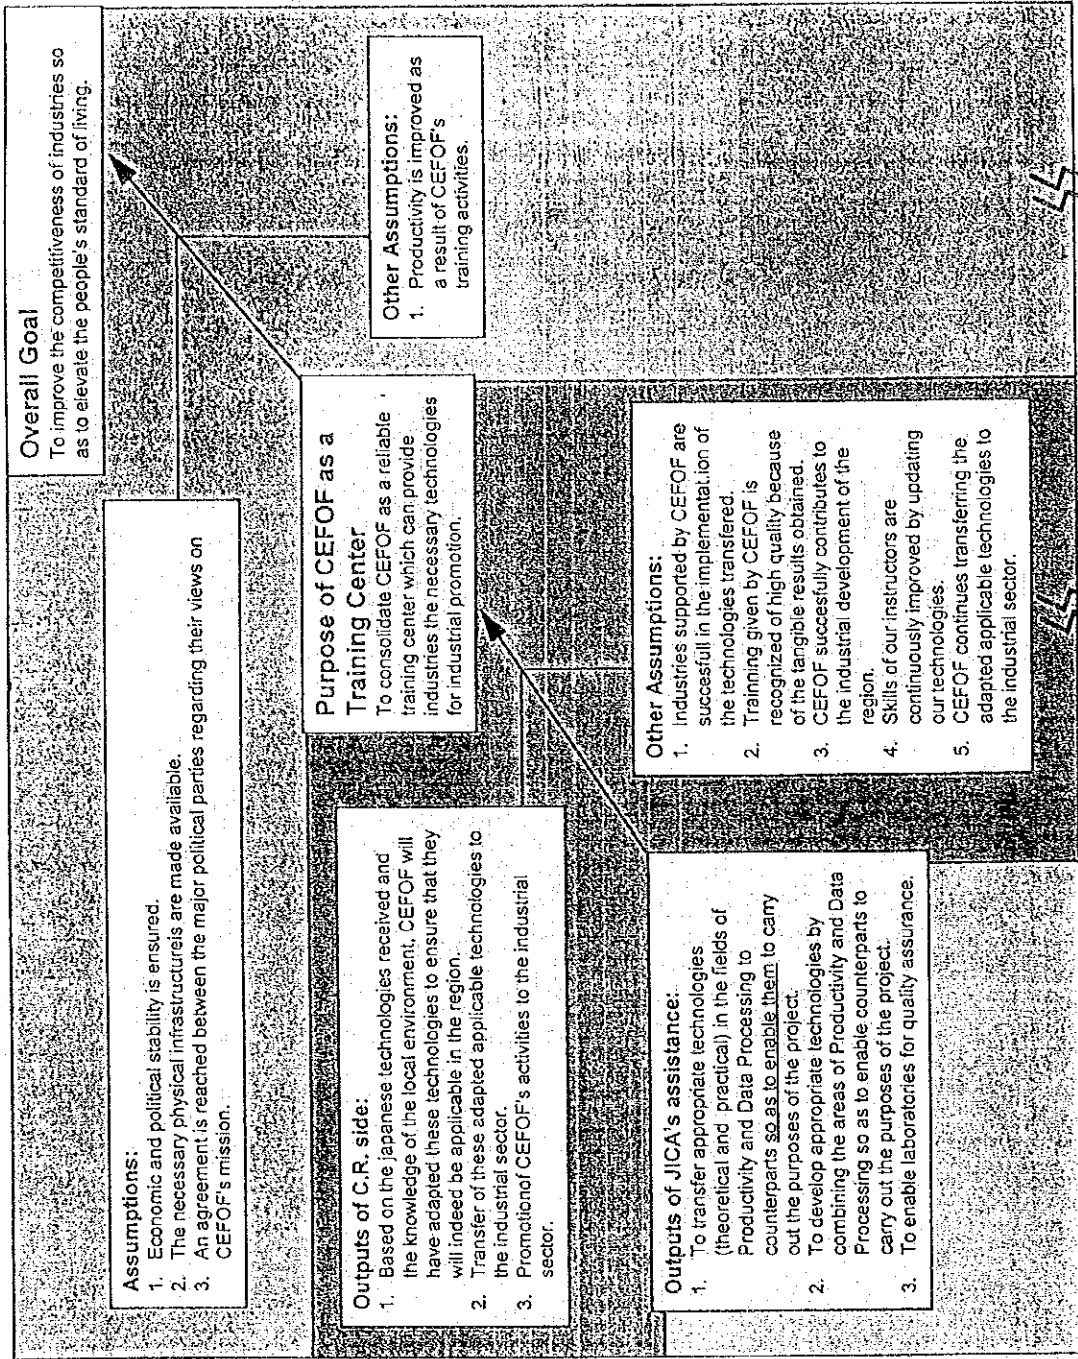 Overall Goal
To improve the competitiveness of industries so
as to elevate the people's standard of living.
Assumptions:
1. Economic and political stability is ensured.
2. The necessary physical infrastructureis are made available.
3. An agreement is reached between the major political parties regarding their views on
CEFOF's mission.
Other Assumptions:
1. Productivity is improved as
a result of CEFOF's
training activities.
Purpose of CEFOF as a
Training Center
To consolidate CEFOF as a reliable
training center which can provide
industries the necessary technologies
for industrial promotion.
Outputs of C.R. side:
1. Based on the japanese technologies received and
the knowledge of the local environment, CEFOF will
have adapted these technologies to ensure that they
will indeed be applicable in the region.
2. Transfer of these adapted applicable technologies to
the industrial sector.
3. Promotionof CEFOF's activities to the industrial
sector.
Other Assumptions:
1. Industries supported by CEFOF are
succesfull in the implementation of
the technologies transfered.
2. Trainning given by CEFOF is
recognized of high quality because
of the tangible results obtained.
3. CEFOF successfully contributes to
the industrial development of the
region.
4. Skills of our instructors are
continuously improved by updating
our technologies.
5. CEFOF continues transferring the
adapted applicable technologies to
the industrial sector.
Outputs of JICA's assistance:
1. To transfer appropriate technologies
(theoretical and practical) in the fields of
Productivity and Data Processing to
counterparts so as to enable them to carry
out the purposes of the project.
2. To develop appropriate technologies by
combining the areas of Productivity and Data
Processing so as to enable counterparts to
carry out the purposes of the project.
3. To enable laboratories for quality assurance.